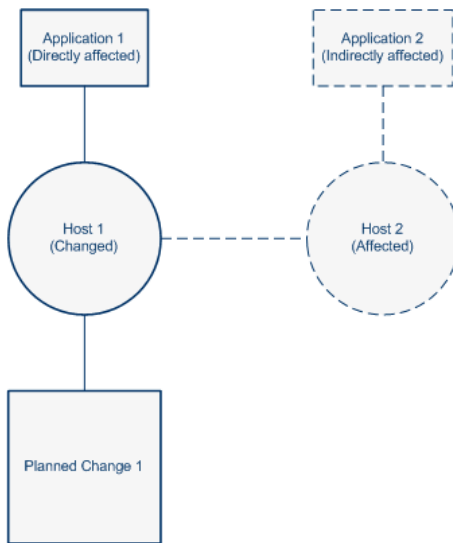 Application 1
(Directly affected)
Application 2
(Indirectly affected)
Host 1
(Changed)
Host 2
(Affected)
Planned Change 1